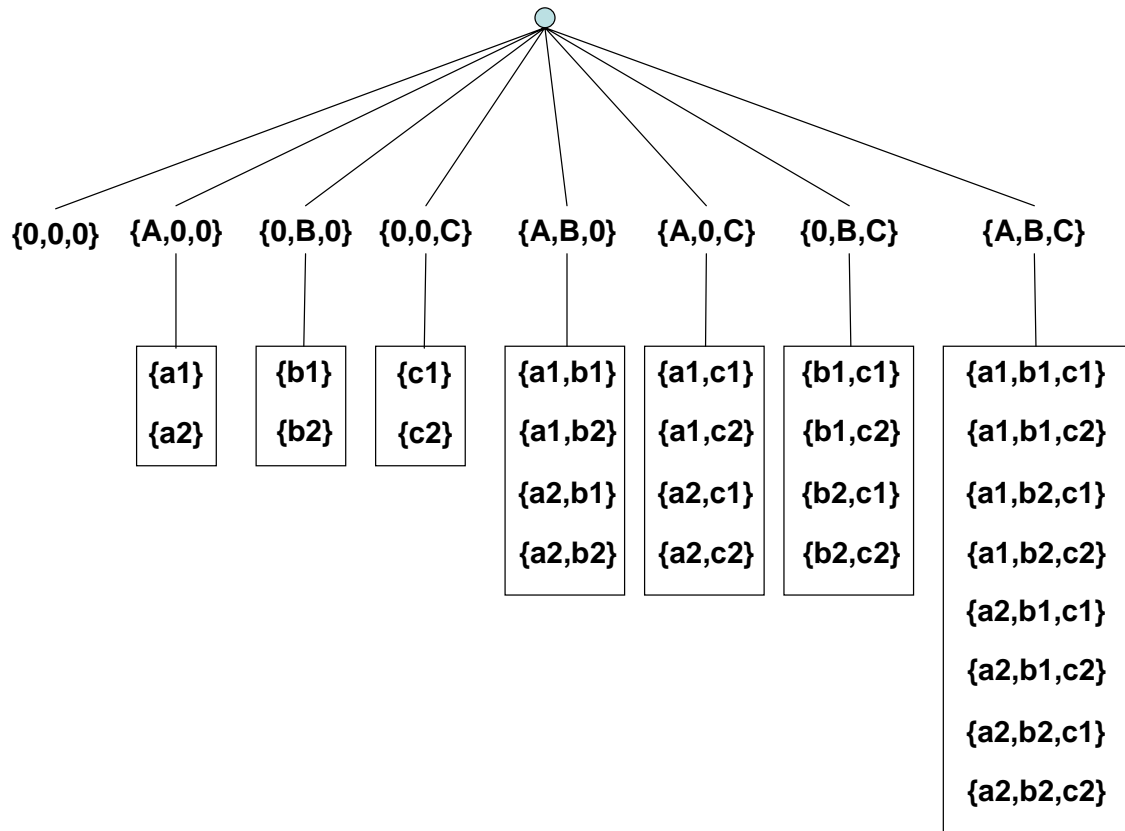 {0,0,0} {A,0,0} {0,B,0} {0,0,C} {A,B,0} {A,0,C} {0,B,C} {A,B,C}
{a1} {b1} {c1} {a1,b1} {a1,c1} {b1,c1} {a1,b1,c1}
{a2} {b2} {c2} {a1,b2} {a1,c2} {b1,c2} {a1,b1,c2}
{a2,b1} {a2,c1} {b2,c1} {a1,b2,c1}
{a2,b2} {a2,c2} {b2,c2} {a1,b2,c2}
{a2,b1,c1}
{a2,b1,c2}
{a2,b2,c1}
{a2,b2,c2}